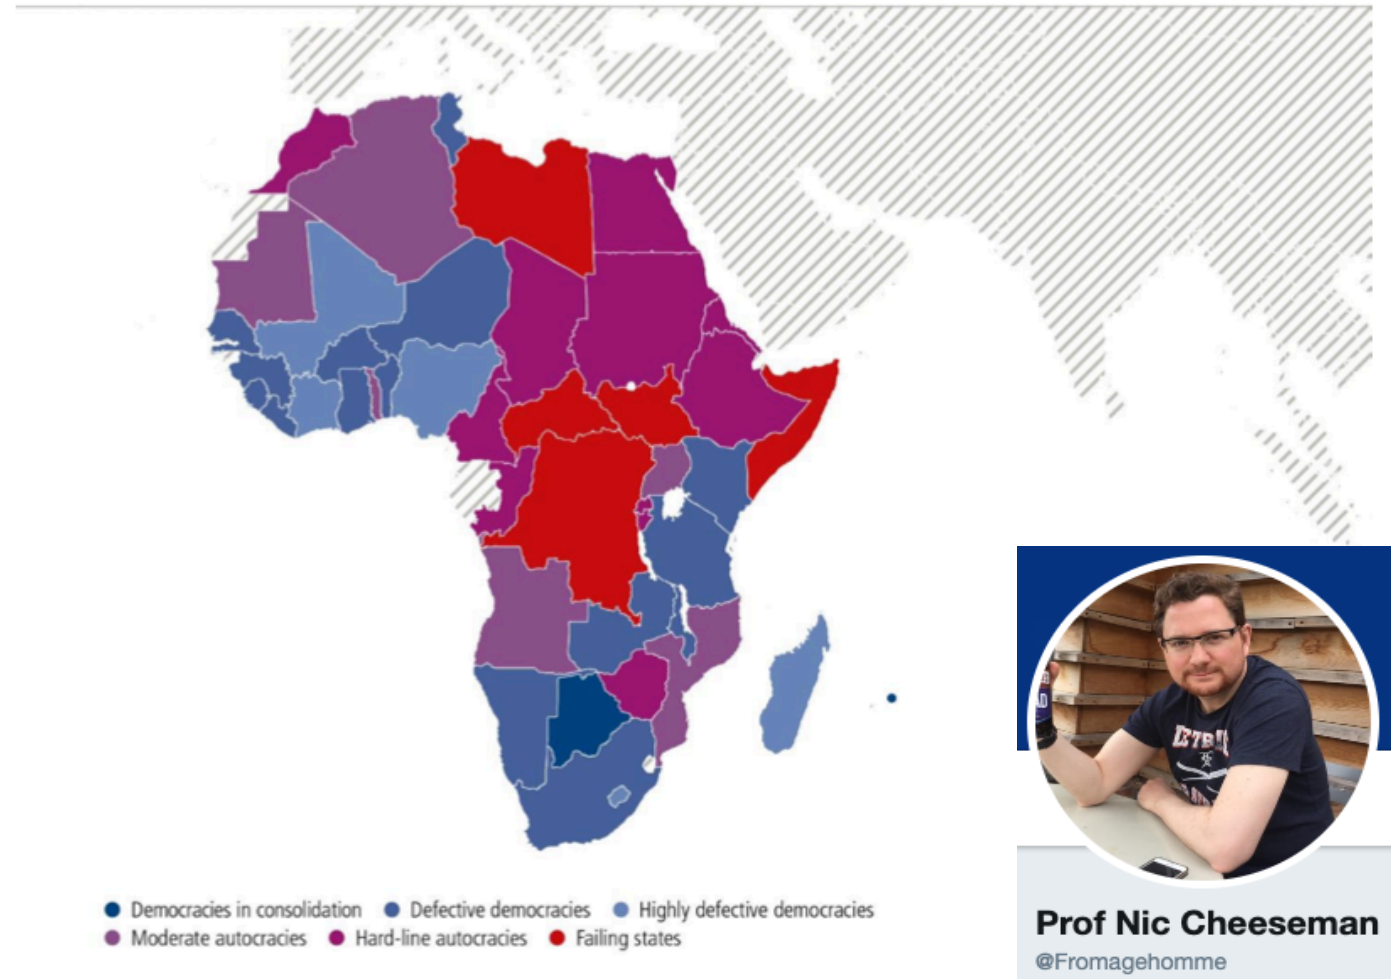 Democracies in consolidation
Defective democracies
Highly defective democracies
Moderate autocracies
Hard-line autocracies
Failing states
AD
Prof Nic Cheeseman
@Fromagehomme